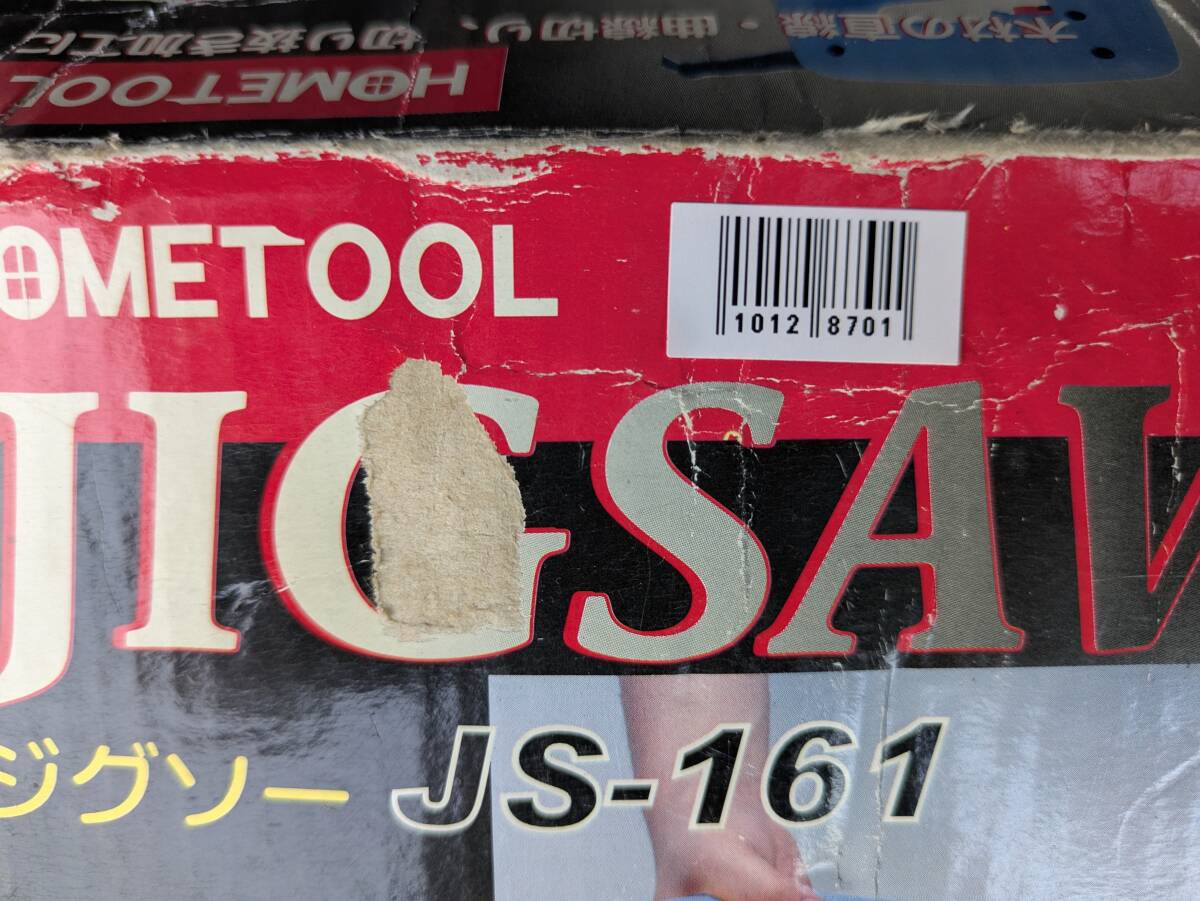 木材の直線・曲線切り、
切り抜き加工に
HOMETOOL
HOMETOOL
1012 8701
JIGSAW
ジグソー JS-161